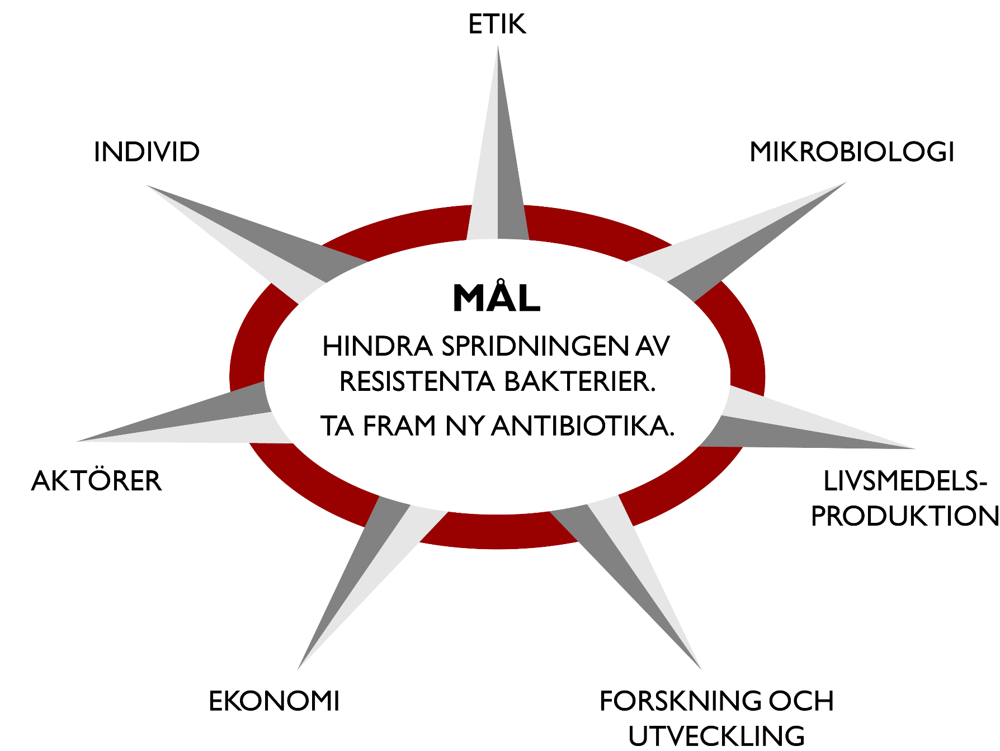 ETIK
INDIVID
MIKROBIOLOGI
MÅL
HINDRA SPRIDNINGEN AV
RESISTENTA BAKTERIER.
TA FRAM NY ANTIBIOTIKA.
AKTÖRER
LIVSMEDELS-
PRODUKTION
EKONOMI
FORSKNING OCH
UTVECKLING